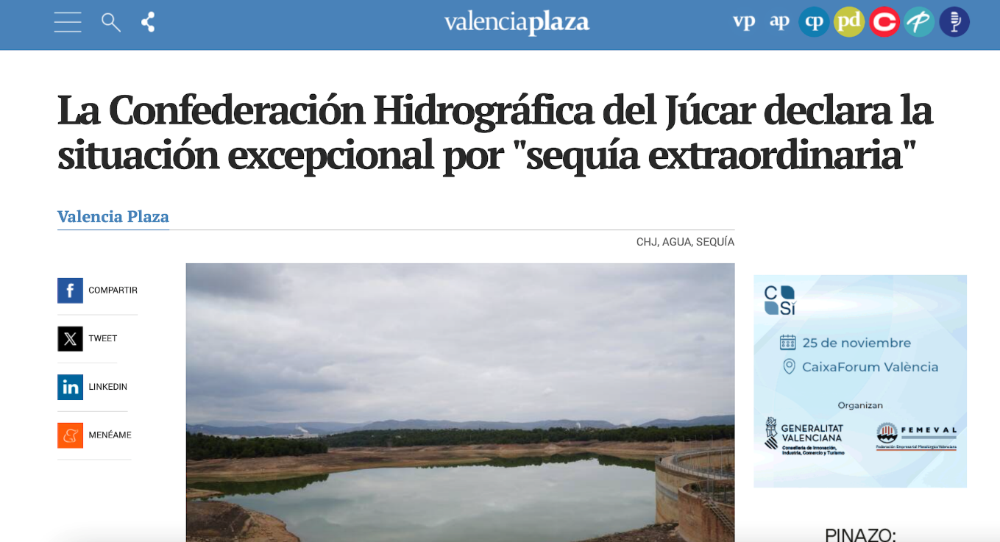 valenciaplaza
vp ap cp pd C P
La Confederación Hidrográfica del Júcar declara la
situación excepcional por "sequía extraordinaria"
Valencia Plaza
CHJ, AGUA, SEQUÍA
f COMPARTIR
X TWEET
in LINKEDIN
MENÉAME
C
Sí
25 de noviembre
CaixaForum València
Organizan
GENERALITAT
VALENCIANA
Conselleria de Innovación,
Industria, Comercio y Turismo
FEMEVAL
Federación Empresarial Metalúrgica Valenciana
PINAZO: